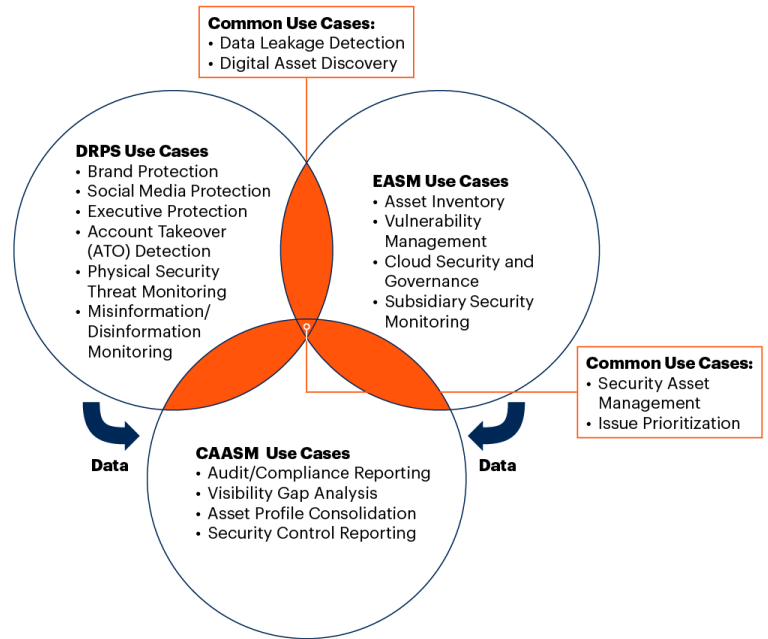 Common Use Cases:
• Data Leakage Detection
• Digital Asset Discovery
DRPS Use Cases
• Brand Protection
• Social Media Protection
• Executive Protection
• Account Takeover
(ATO) Detection
• Physical Security
Threat Monitoring
• Misinformation/
Disinformation
Monitoring
EASM Use Cases
• Asset Inventory
• Vulnerability
Management
• Cloud Security and
Governance
• Subsidiary Security
Monitoring
Common Use Cases:
• Security Asset
Management
• Issue Prioritization
Data
Data
CAASM Use Cases
• Audit/Compliance Reporting
• Visibility Gap Analysis
• Asset Profile Consolidation
• Security Control Reporting